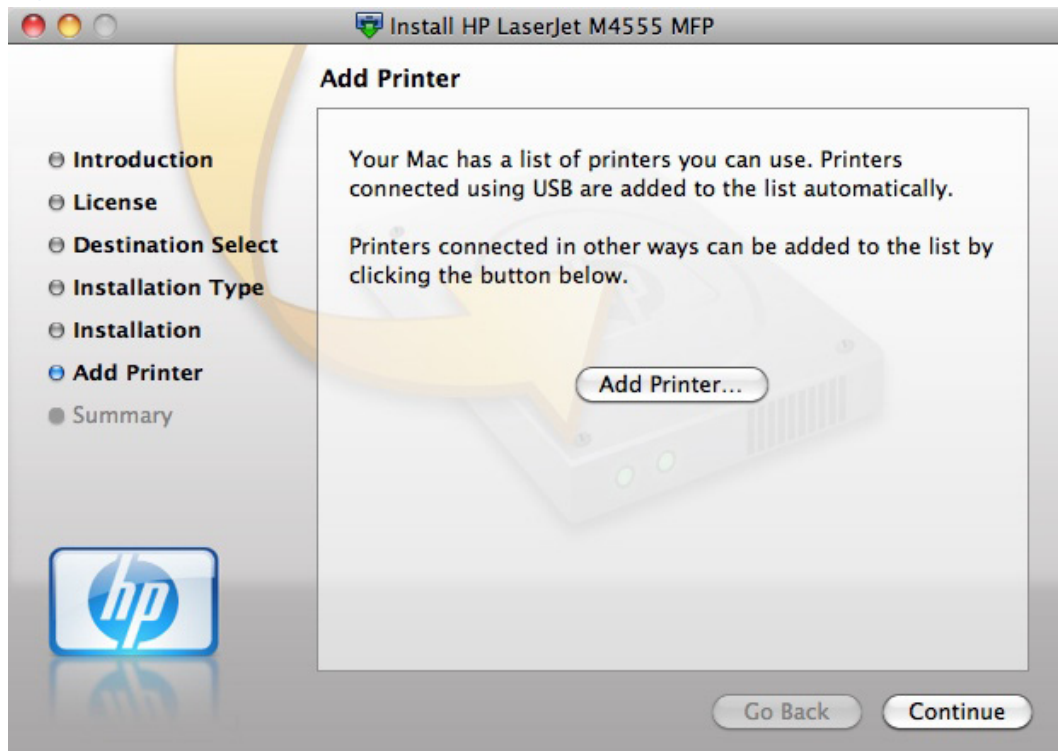 Install HP LaserJet M4555 MFP
Add Printer
Introduction
License
Destination Select
Installation Type
Installation
Add Printer
Summary
Your Mac has a list of printers you can use. Printers
connected using USB are added to the list automatically.
Printers connected in other ways can be added to the list by
clicking the button below.
Add Printer...
hp
Go Back
Continue